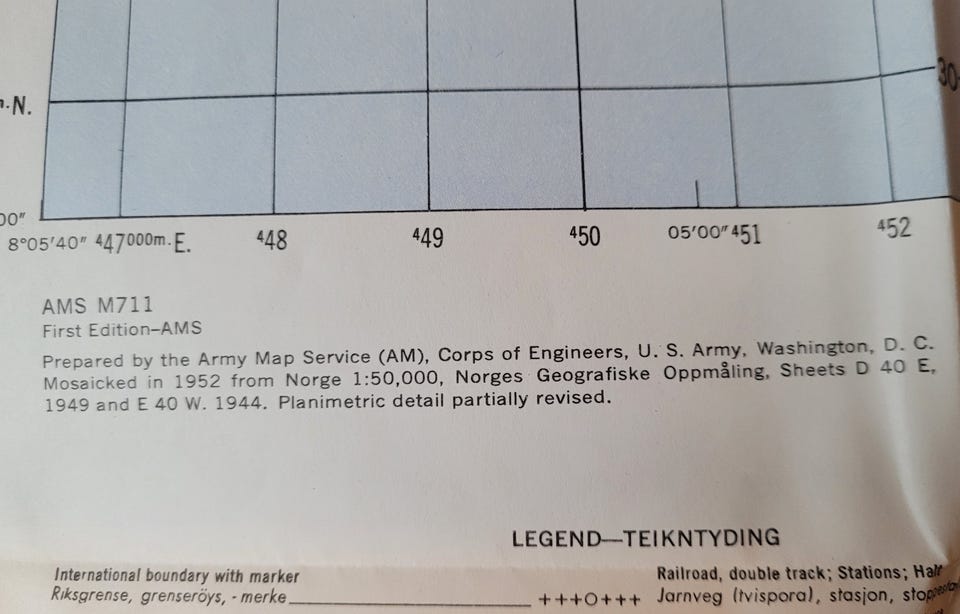 30
m.N.
00"
8°05'40" 447000m.E. 448 449 450 05'00" 451 452
AMS M711
First Edition–AMS
Prepared by the Army Map Service (AM), Corps of Engineers, U. S. Army, Washington, D. C.
Mosaicked in 1952 from Norge 1:50,000, Norges Geografiske Oppmåling, Sheets D 40 E,
1949 and E 40 W. 1944. Planimetric detail partially revised.
LEGEND—TEIKNTYDING
International boundary with marker
Riksgrense, grenseröys, - merke +++O+++
Railroad, double track; Stations; Half
Jarnveg (tvispora), stasjon,